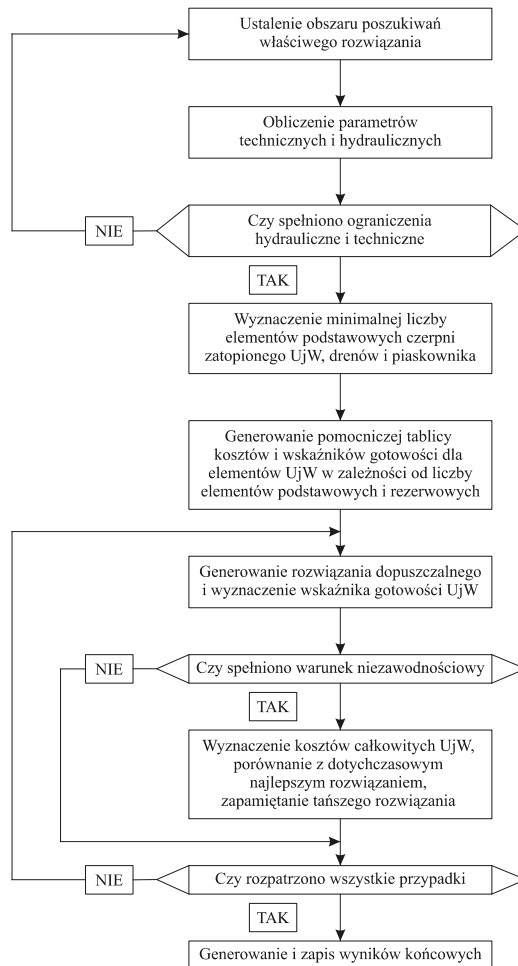 Ustalenie obszaru poszukiwań
właściwego rozwiązania
Obliczenie parametrów
technicznych i hydraulicznych
NIE
Czy spełniono ograniczenia
hydrauliczne i techniczne
TAK
Wyznaczenie minimalnej liczby
elementów podstawowych czerpni
zatopionego UjW, drenów i piaskownika
Generowanie pomocniczej tablicy
kosztów i wskaźników gotowości dla
elementów UjW w zależności od liczby
elementów podstawowych i rezerwowych
Generowanie rozwiązania dopuszczalnego
i wyznaczenie wskaźnika gotowości UjW
NIE
Czy spełniono warunek niezawodnościowy
TAK
Wyznaczenie kosztów całkowitych UjW,
porównanie z dotychczasowym
najlepszym rozwiązaniem,
zapamiętanie tańszego rozwiązania
NIE
Czy rozpatrzono wszystkie przypadki
TAK
Generowanie i zapis wyników końcowych